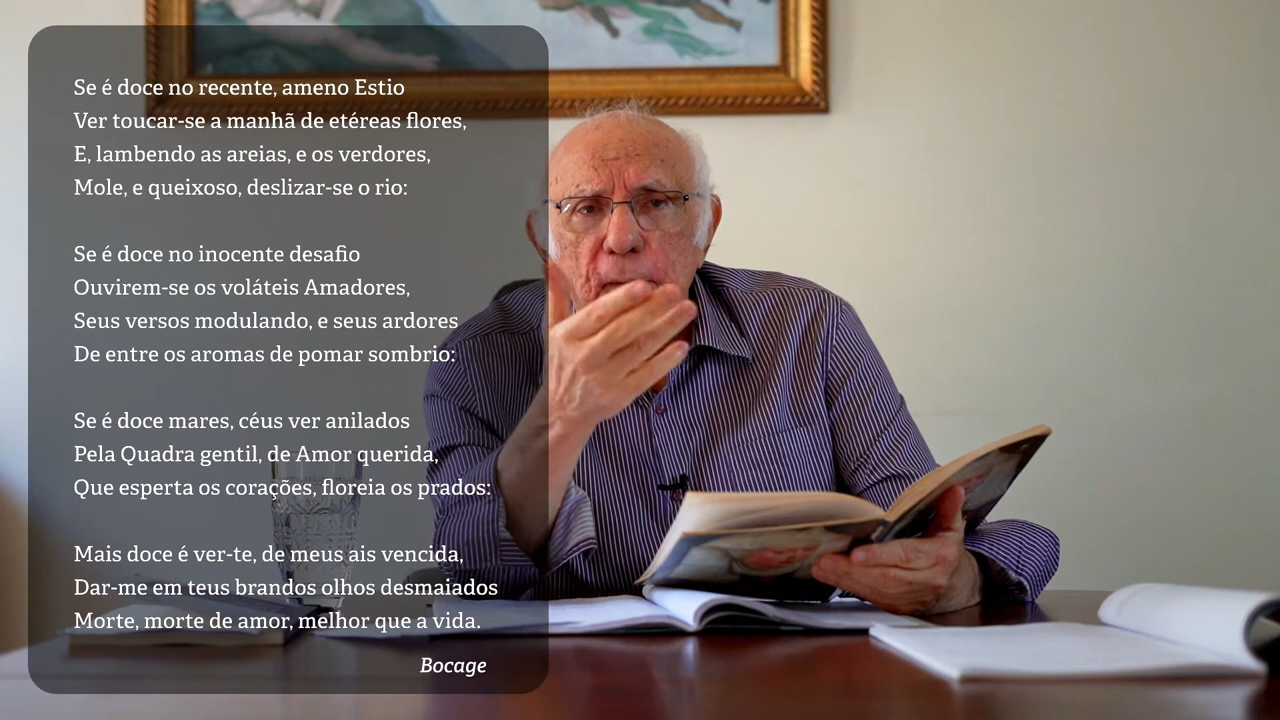 Se é doce no recente, ameno Estio
Ver toucar-se a manhã de etéreas flores,
E, lambendo as areias, e os verdores,
Mole, e queixoso, deslizar-se o rio:
Se é doce no inocente desafio
Ouvirem-se os voláteis Amadores,
Seus versos modulando, e seus ardores
De entre os aromas de pomar sombrio:
Se é doce mares, céus ver anilados
Pela Quadra gentil, de Amor querida,
Que esperta os corações, floreia os prados:
Mais doce é ver-te, de meus ais vencida,
Dar-me em teus brandos olhos desmaiados
Morte, morte de amor, melhor que a vida.
Bocage